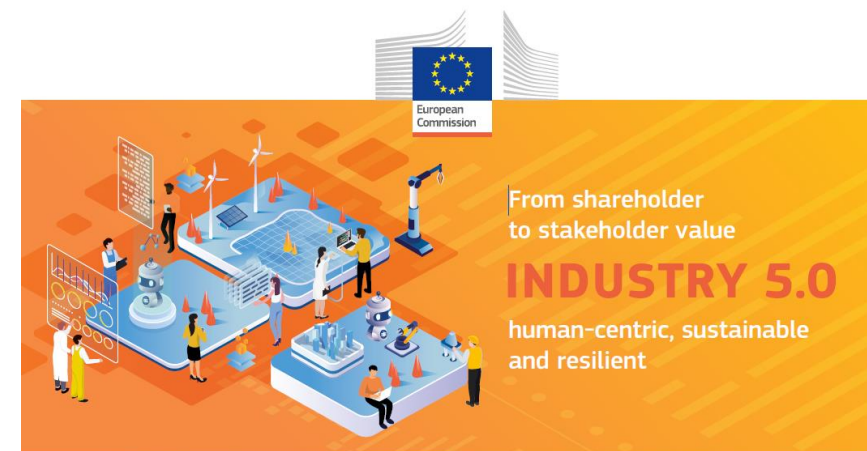 European
Commission
From shareholder
to stakeholder value
INDUSTRY 5.0
human-centric, sustainable
and resilient